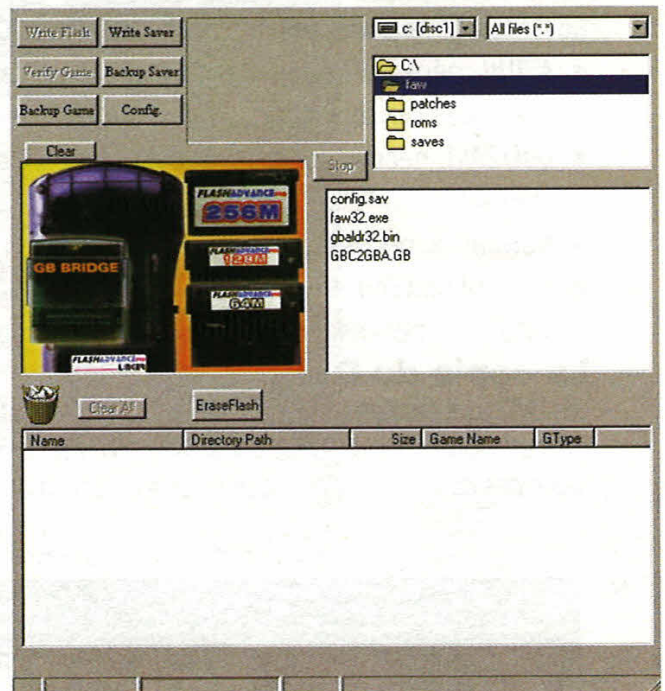 Write Flash Write Saver
Verify Game Backup Saver
Backup Game Config.
Clear
c: [disc1]
All files (*.*)
C:\
faw
patches
roms
saves
Stop
config.sav
faw32.exe
gbaldr32.bin
GBC2GBA.GB
FLASHADVANCE
256M
FLASHADVANCE
128M
FLASHADVANCE
64M
GB BRIDGE
FLASHADVANCE
LINKER
Clear All
EraseFlash
Name Directory Path Size Game Name GType